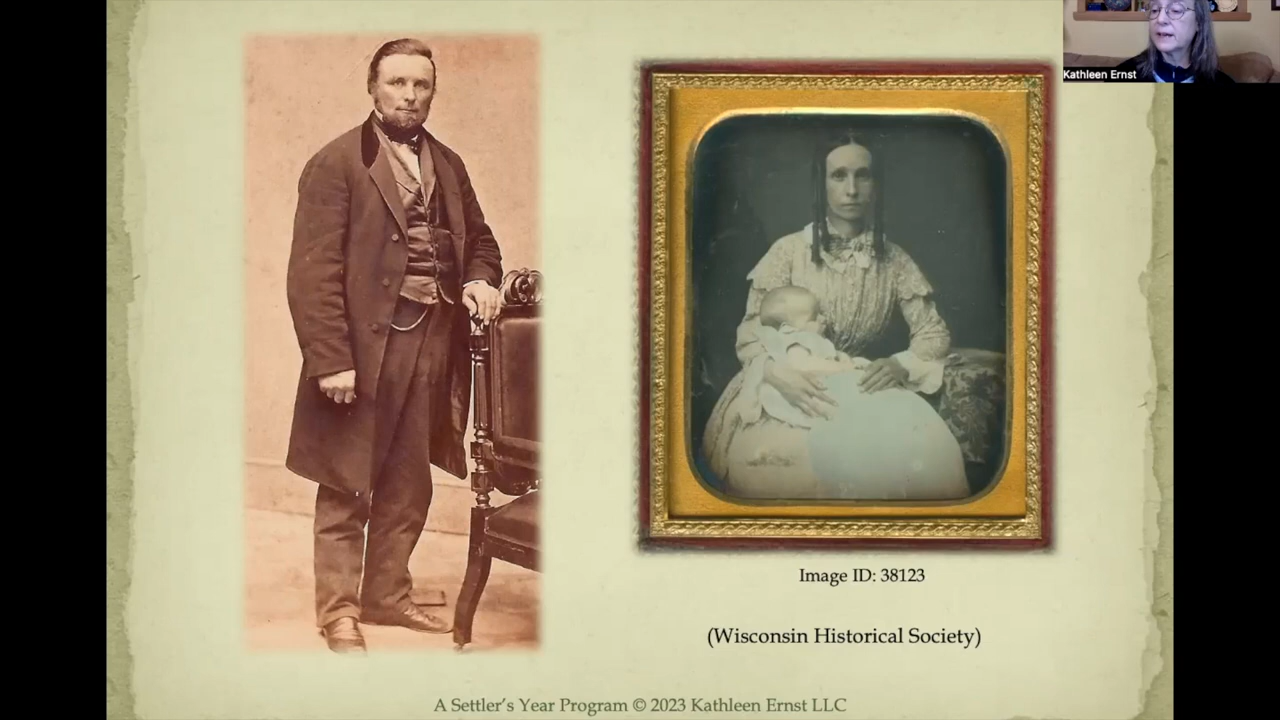 Kathleen Ernst
Image ID: 38123
(Wisconsin Historical Society)
A Settler's Year Program © 2023 Kathleen Ernst LLC